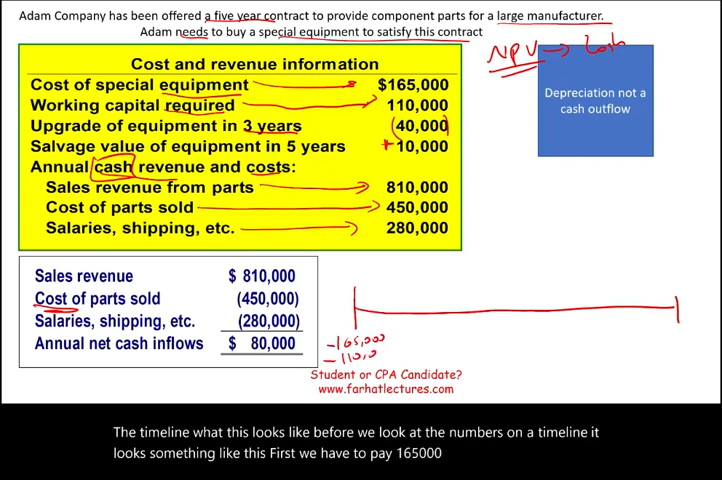 Adam Company has been offered a five year contract to provide component parts for a large manufacturer.
Adam needs to buy a special equipment to satisfy this contract
NPV → Cash
Cost and revenue information
Cost of special equipment $165,000
Working capital required 110,000
Upgrade of equipment in 3 years (40,000)
Salvage value of equipment in 5 years +10,000
Annual cash revenue and costs:
Sales revenue from parts 810,000
Cost of parts sold 450,000
Salaries, shipping, etc. 280,000
Depreciation not a
cash outflow
Sales revenue $ 810,000
Cost of parts sold (450,000)
Salaries, shipping, etc. (280,000)
Annual net cash inflows $ 80,000
-165,000
-110,0
Student or CPA Candidate?
www.farhatlectures.com
The timeline what this looks like before we look at the numbers on a timeline it
looks something like this First we have to pay 165000